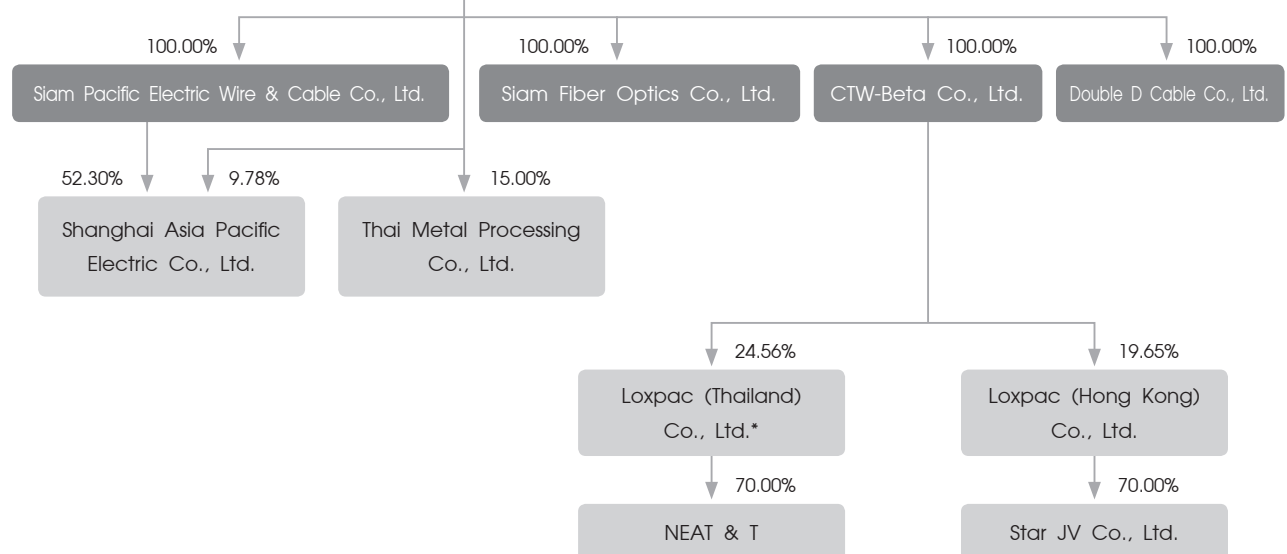 100.00%
100.00%
100.00%
100.00%
Siam Pacific Electric Wire & Cable Co., Ltd.
Siam Fiber Optics Co., Ltd.
CTW-Beta Co., Ltd.
Double D Cable Co., Ltd.
52.30%
9.78%
15.00%
Shanghai Asia Pacific
Electric Co., Ltd.
Thai Metal Processing
Co., Ltd.
24.56%
19.65%
Loxpac (Thailand)
Co., Ltd.*
Loxpac (Hong Kong)
Co., Ltd.
70.00%
70.00%
NEAT & T
Star JV Co., Ltd.